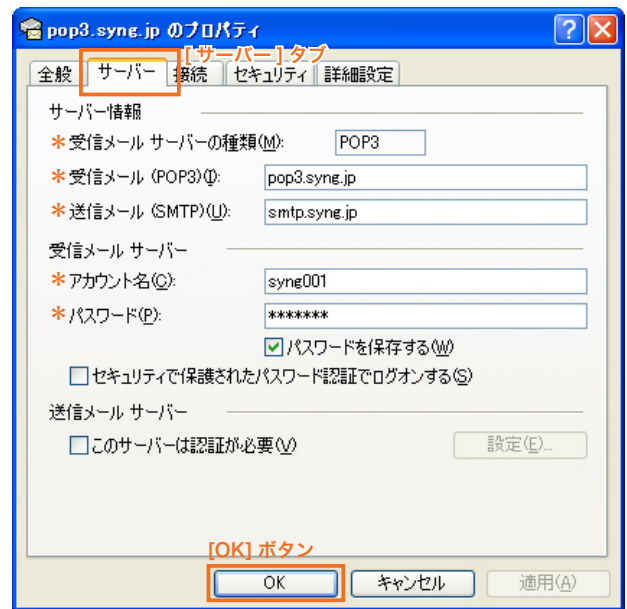 pop3.syng.jp のプロパティ
[サーバー]タブ
全般 サーバー 接続 セキュリティ 詳細設定
サーバー情報
*受信メール サーバーの種類(M): POP3
*受信メール (POP3)(I): pop3.syng.jp
*送信メール (SMTP)(U): smtp.syng.jp
受信メール サーバー
*アカウント名(C): syng001
*パスワード(P): *******
パスワードを保存する(W)
セキュリティで保護されたパスワード認証でログオンする(S)
送信メール サーバー
このサーバーは認証が必要(V) 設定(E)...
[OK] ボタン
OK キャンセル 適用(A)